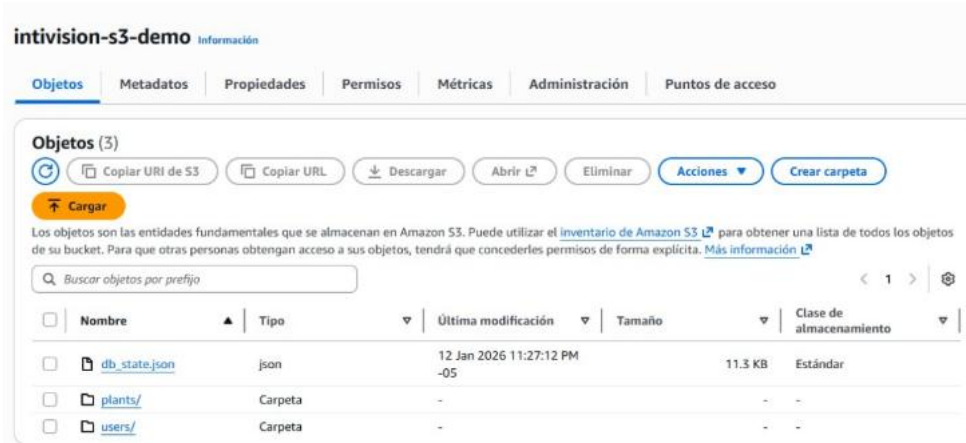 intivision-s3-demo Información
Objetos Metadatos Propiedades Permisos Métricas Administración Puntos de acceso
Objetos (3)
Copiar URI de S3 Copiar URL Descargar Abrir Eliminar Acciones Crear carpeta
Cargar
Los objetos son las entidades fundamentales que se almacenan en Amazon S3. Puede utilizar el inventario de Amazon S3 para obtener una lista de todos los objetos
de su bucket. Para que otras personas obtengan acceso a sus objetos, tendrá que concederles permisos de forma explícita. Más información
Buscar objetos por prefijo 1
Nombre Tipo Última modificación Tamaño Clase de
almacenamiento
db_state.json json 12 Jan 2026 11:27:12 PM
-05 11.3 KB Estándar
plants/ Carpeta - - -
users/ Carpeta - - -